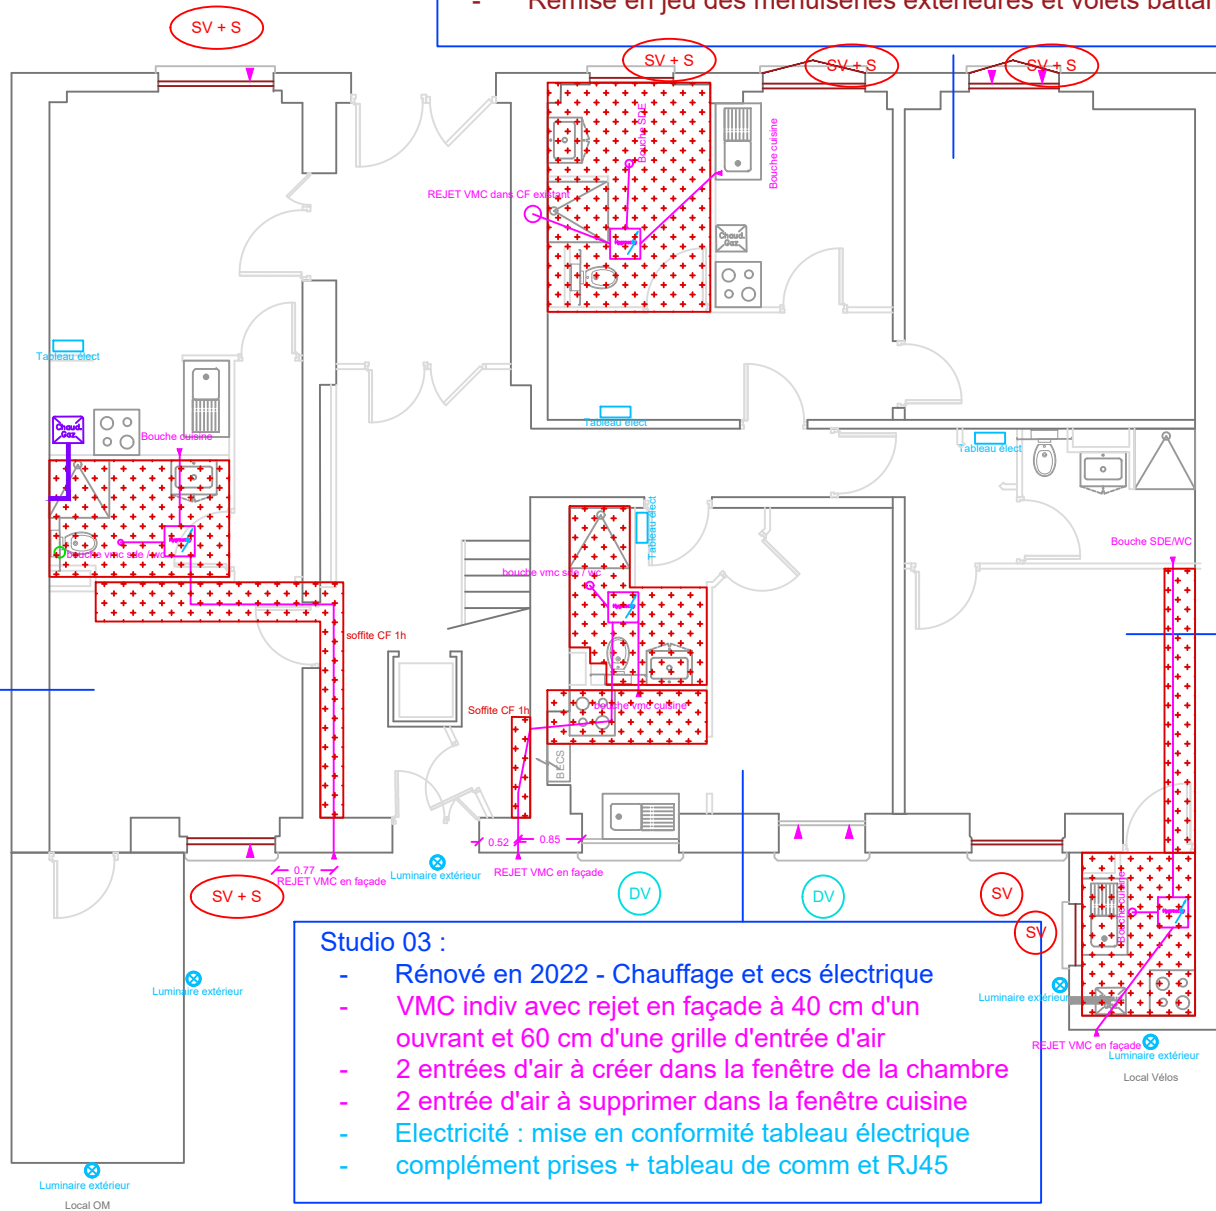 - Remise en jeu des menuiseries extérieures et volets battan
SV + S
SV + S
SV + S
SV + S
Bouche SDE
Bouche cuisine
REJET VMC dans CF existant
Chaud.
Gaz.
Tableau élect
Chaud.
Gaz.
Bouche cuisine
Tableau élect
Tableau élect
Tableau élect
bouche vmc sde / wc
bouche vmc sde / wc
Bouche SDE/WC
soffite CF 1h
Soffite CF 1h
bouche vmc cuisine
BECS
0.52
0.85
0.77
REJET VMC en façade
REJET VMC en façade
Luminaire extérieur
SV + S
DV
DV
SV
SV
Bouche cuisine
Studio 03 :
- Rénové en 2022 - Chauffage et ecs électrique
- VMC indiv avec rejet en façade à 40 cm d'un
ouvrant et 60 cm d'une grille d'entrée d'air
- 2 entrées d'air à créer dans la fenêtre de la chambre
- 2 entrée d'air à supprimer dans la fenêtre cuisine
- Electricité : mise en conformité tableau électrique
- complément prises + tableau de comm et RJ45
Luminaire extérieur
Luminaire extérieur
REJET VMC en façade
Luminaire extérieur
Local Vélos
Luminaire extérieur
Local OM